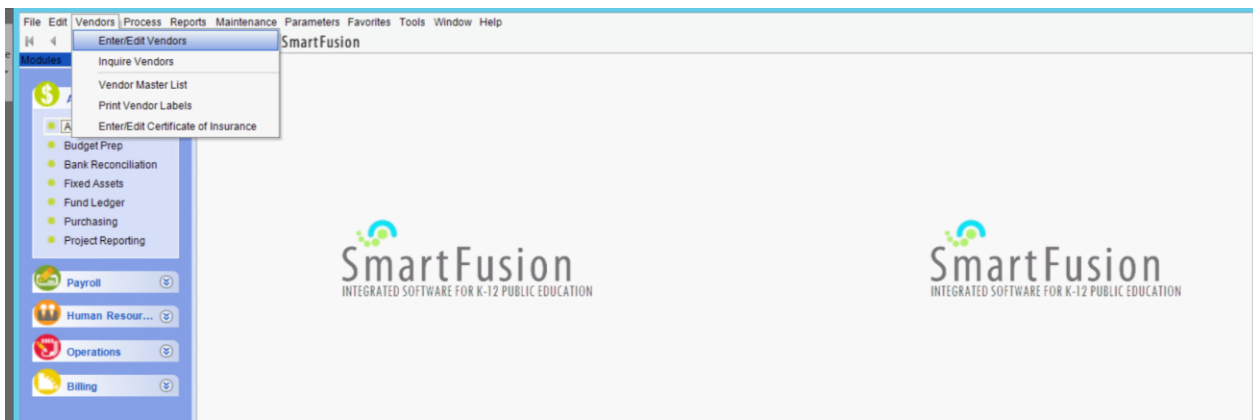 File Edit Vendors Process Reports Maintenance Parameters Favorites Tools Window Help
Enter/Edit Vendors
SmartFusion
Modules
Inquire Vendors
Vendor Master List
Print Vendor Labels
Enter/Edit Certificate of Insurance
Budget Prep
Bank Reconciliation
Fixed Assets
Fund Ledger
Purchasing
Project Reporting
Payroll
Human Resour...
Operations
Billing
SmartFusion
INTEGRATED SOFTWARE FOR K-12 PUBLIC EDUCATION
SmartFusion
INTEGRATED SOFTWARE FOR K-12 PUBLIC EDUCATION